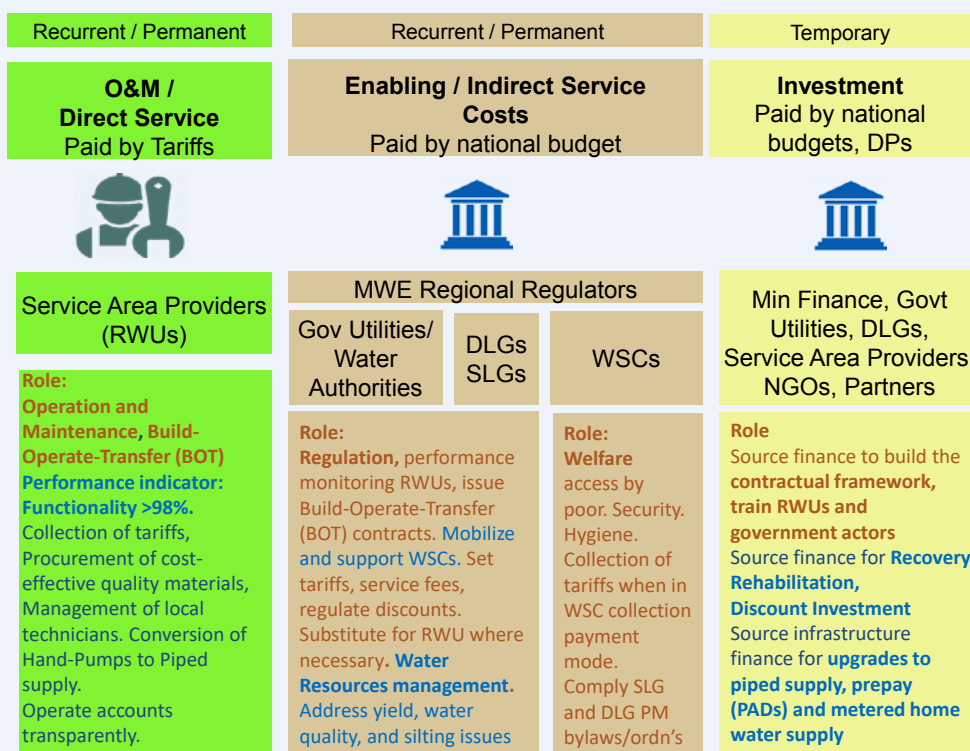 Recurrent / Permanent
O&M /
Direct Service
Paid by Tariffs
Service Area Providers
(RWUs)
Role:
Operation and
Maintenance, Build-
Operate-Transfer (BOT)
Performance indicator:
Functionality >98%.
Collection of tariffs,
Procurement of cost-
effective quality materials,
Management of local
technicians. Conversion of
Hand-Pumps to Piped
supply.
Operate accounts
transparently.
Recurrent / Permanent
Enabling / Indirect Service
Costs
Paid by national budget
MWE Regional Regulators
Gov Utilities/
Water
Authorities
DLGs
SLGs
WSCs
Role:
Regulation, performance
monitoring RWUs, issue
Build-Operate-Transfer
(BOT) contracts. Mobilize
and support WSCs. Set
tariffs, service fees,
regulate discounts.
Substitute for RWU where
necessary. Water
Resources management.
Address yield, water
quality, and silting issues
Role:
Welfare
access by
poor. Security.
Hygiene.
Collection of
tariffs when in
WSC collection
payment
mode.
Comply SLG
and DLG PM
bylaws/ordn's
Temporary
Investment
Paid by national
budgets, DPs
Min Finance, Govt
Utilities, DLGs,
Service Area Providers
NGOs, Partners
Role
Source finance to build the
contractual framework,
train RWUs and
government actors
Source finance for Recovery
Rehabilitation,
Discount Investment
Source infrastructure
finance for upgrades to
piped supply, prepay
(PADs) and metered home
water supply